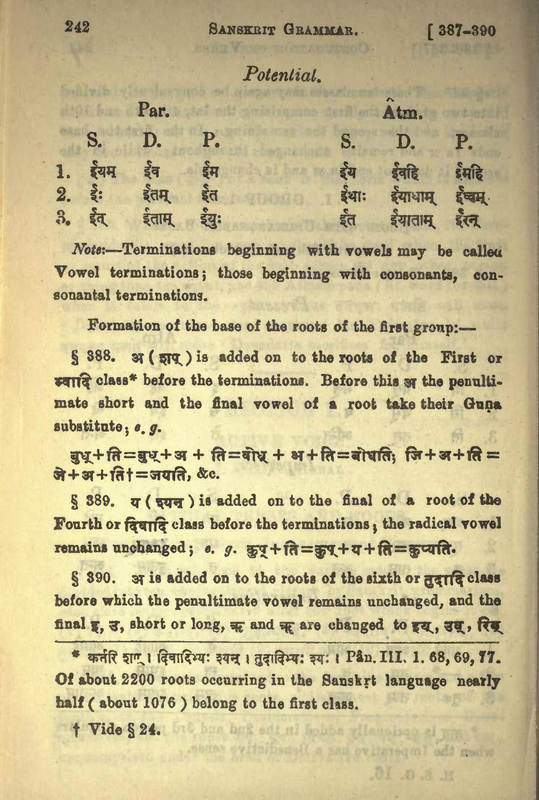 242 SANSKRIT GRAMMAR. [ 387-390
Potential.
Par. Âtm.
S. D. P. S. D. P.
1. ईयम् ईव ईम ईय ईवहि ईमहि
2. ईः ईतम् ईत ईथाः ईयाथाम् ईध्वम्
3. ईत् ईताम् ईयुः ईत ईयाताम् ईरन्
Note:—Terminations beginning with vowels may be called
Vowel terminations; those beginning with consonants, con-
sonantal terminations.
Formation of the base of the roots of the first group:—
§ 388. अ ( शप् ) is added on to the roots of the First or
भ्वादि class* before the terminations. Before this अ the penulti-
mate short and the final vowel of a root take their Guṇa
substitute; e. g.
बुध्+ति=बुध्+अ + ति=बोध् + अ+ति=बोधति; जि+अ+ति =
जे+अ+ति†=जयति, &c.
§ 389. य ( श्यन् ) is added on to the final of a root of the
Fourth or दिवादि class before the terminations, the radical vowel
remains unchanged; e. g. कुप्+ति=कुप्+य+ति=कुप्यति.
§ 390. अ is added on to the roots of the sixth or तुदादि class
before which the penultimate vowel remains unchanged, and the
final इ, उ, short or long, ऋ and ॠ are changed to इय्, उव्, रिय्
* कर्तरि शप् । दिवादिभ्यः श्यन् । तुदादिभ्यः श्यः । Pân. III. 1. 68, 69, 77.
Of about 2200 roots occurring in the Sanskṛt language nearly
half ( about 1076 ) belong to the first class.
† Vide § 24.